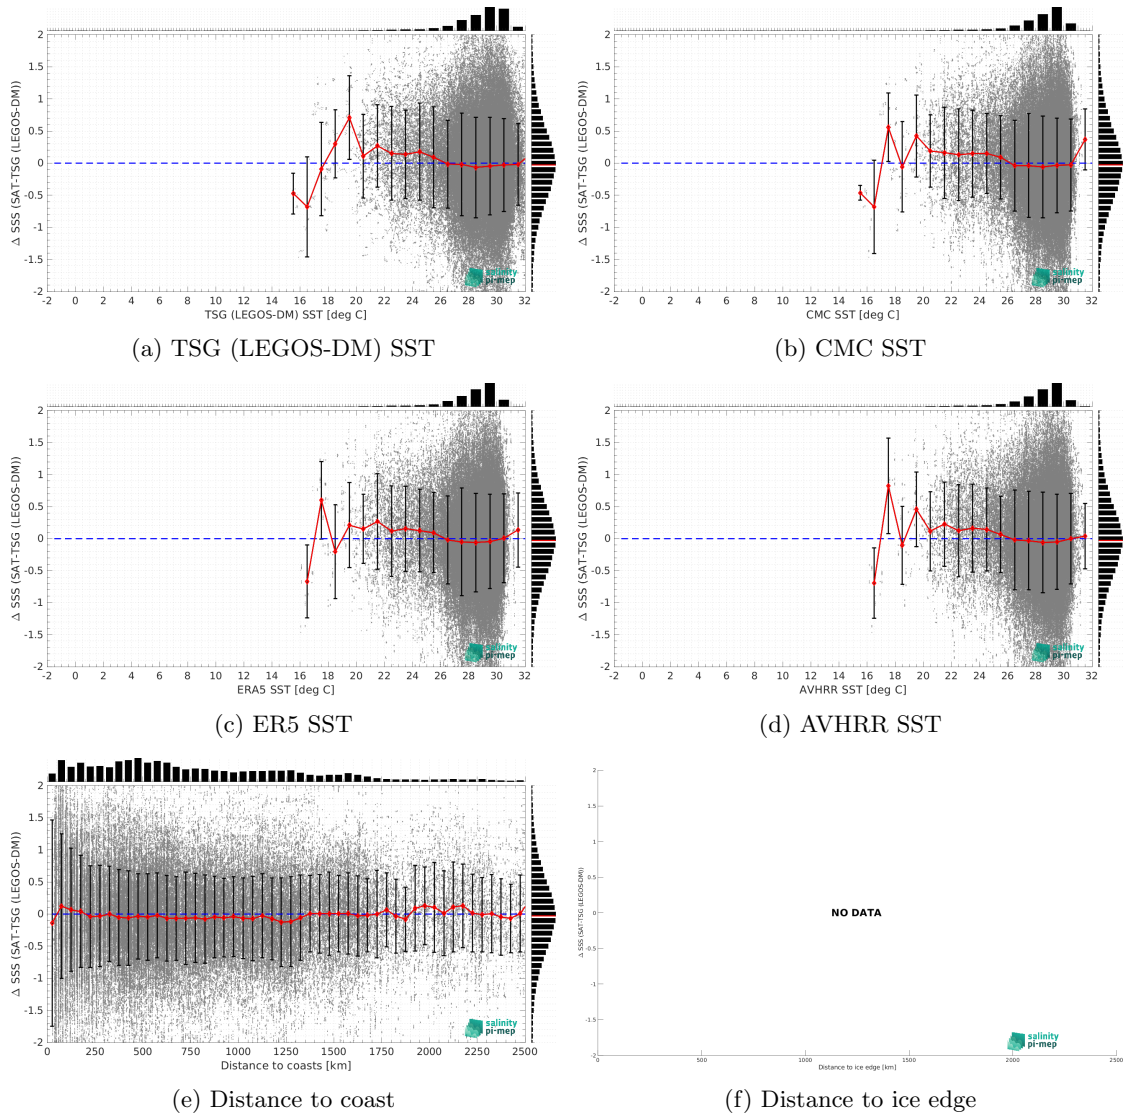 2
1.5
1
0.5
0
-0.5
-1
-1.5
-2
Δ SSS (SAT-TSG (LEGOS-DM))
salinity
pi-mep
-2 0 2 4 6 8 10 12 14 16 18 20 22 24 26 28 30 32
TSG (LEGOS-DM) SST [deg C]
(a) TSG (LEGOS-DM) SST
2
1.5
1
0.5
0
-0.5
-1
-1.5
-2
Δ SSS (SAT-TSG (LEGOS-DM))
salinity
pi-mep
-2 0 2 4 6 8 10 12 14 16 18 20 22 24 26 28 30 32
CMC SST [deg C]
(b) CMC SST
2
1.5
1
0.5
0
-0.5
-1
-1.5
-2
Δ SSS (SAT-TSG (LEGOS-DM))
salinity
pi-mep
-2 0 2 4 6 8 10 12 14 16 18 20 22 24 26 28 30 32
ERA5 SST [deg C]
(c) ER5 SST
2
1.5
1
0.5
0
-0.5
-1
-1.5
-2
Δ SSS (SAT-TSG (LEGOS-DM))
salinity
pi-mep
-2 0 2 4 6 8 10 12 14 16 18 20 22 24 26 28 30 32
AVHRR SST [deg C]
(d) AVHRR SST
2
1.5
1
0.5
0
-0.5
-1
-1.5
-2
Δ SSS (SAT-TSG (LEGOS-DM))
salinity
pi-mep
0 250 500 750 1000 1250 1500 1750 2000 2250 2500
Distance to coasts [km]
(e) Distance to coast
2
1.5
1
0.5
0
-0.5
-1
-1.5
-2
Δ SSS (SAT-TSG (LEGOS-DM))
NO DATA
salinity
pi-mep
0 500 1000 1500 2000 2500
Distance to ice edge [km]
(f) Distance to ice edge